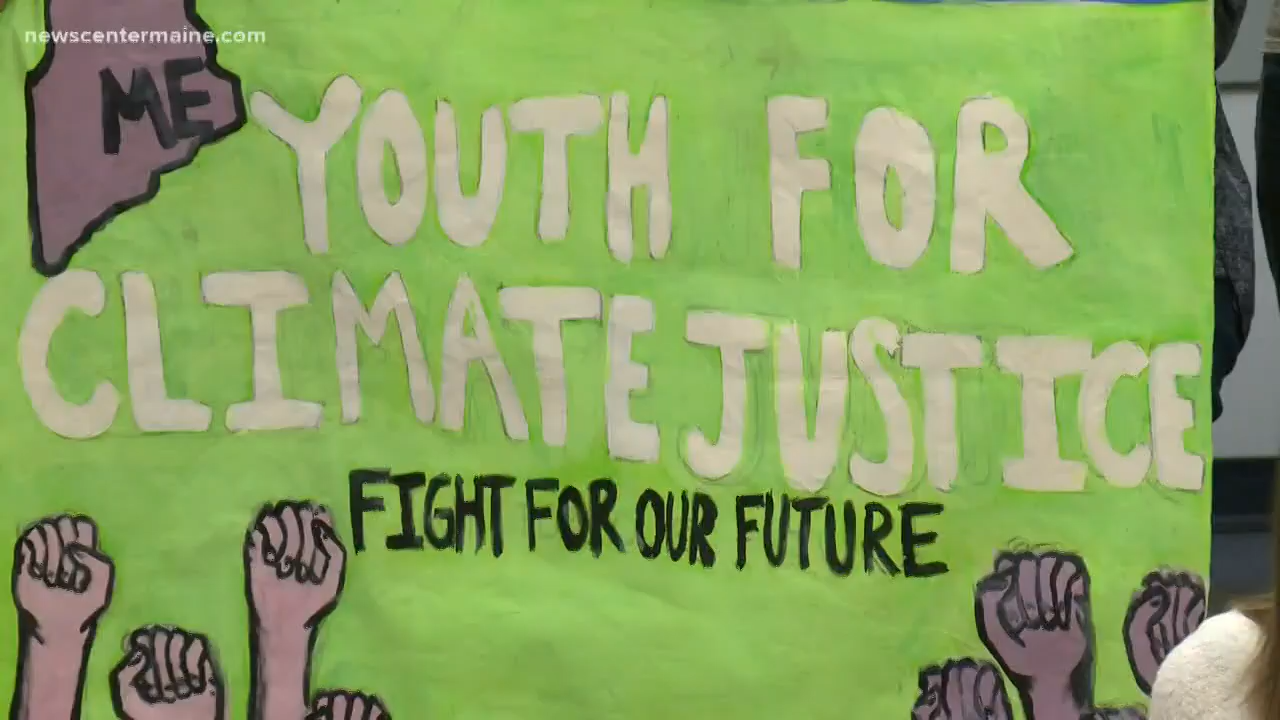 newscentermaine.com
ME
YOUTH FOR
CLIMATE JUSTICE
FIGHT FOR OUR FUTURE